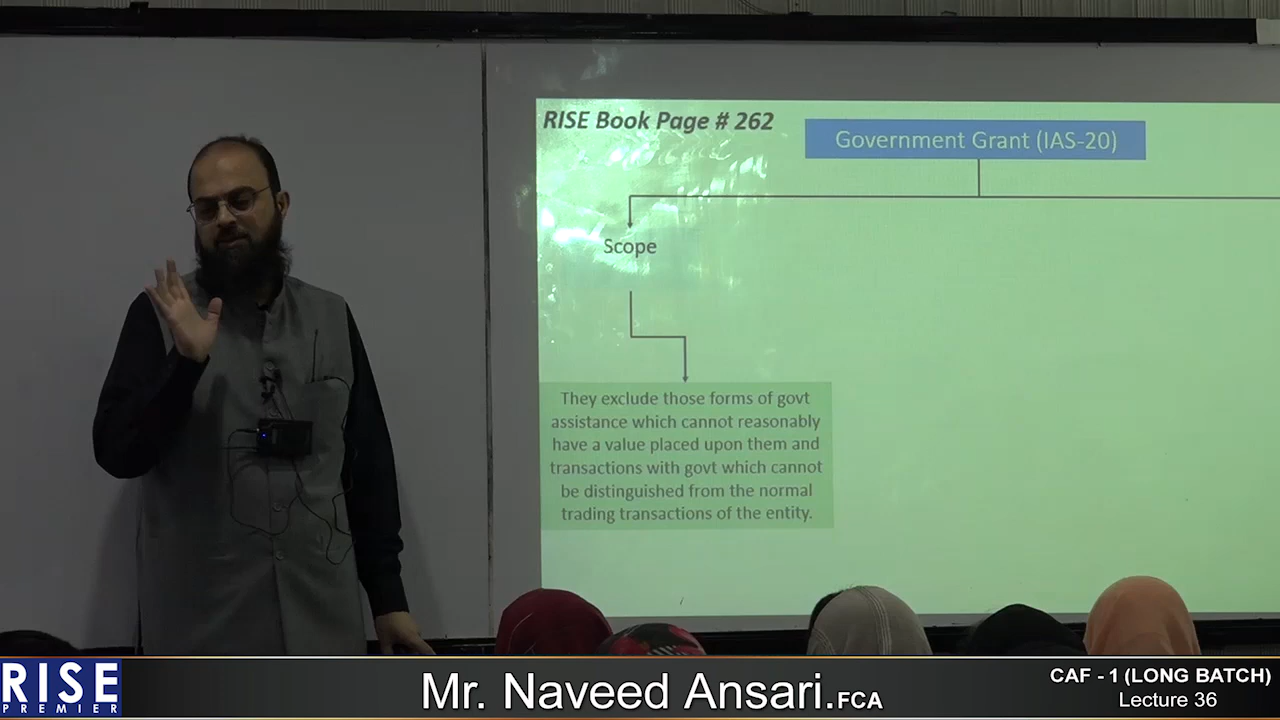 RISE Book Page # 262
Government Grant (IAS-20)
Scope
They exclude those forms of govt
assistance which cannot reasonably
have a value placed upon them and
transactions with govt which cannot
be distinguished from the normal
trading transactions of the entity.
RISE
PREMIER
Mr. Naveed Ansari.FCA
CAF - 1 (LONG BATCH)
Lecture 36